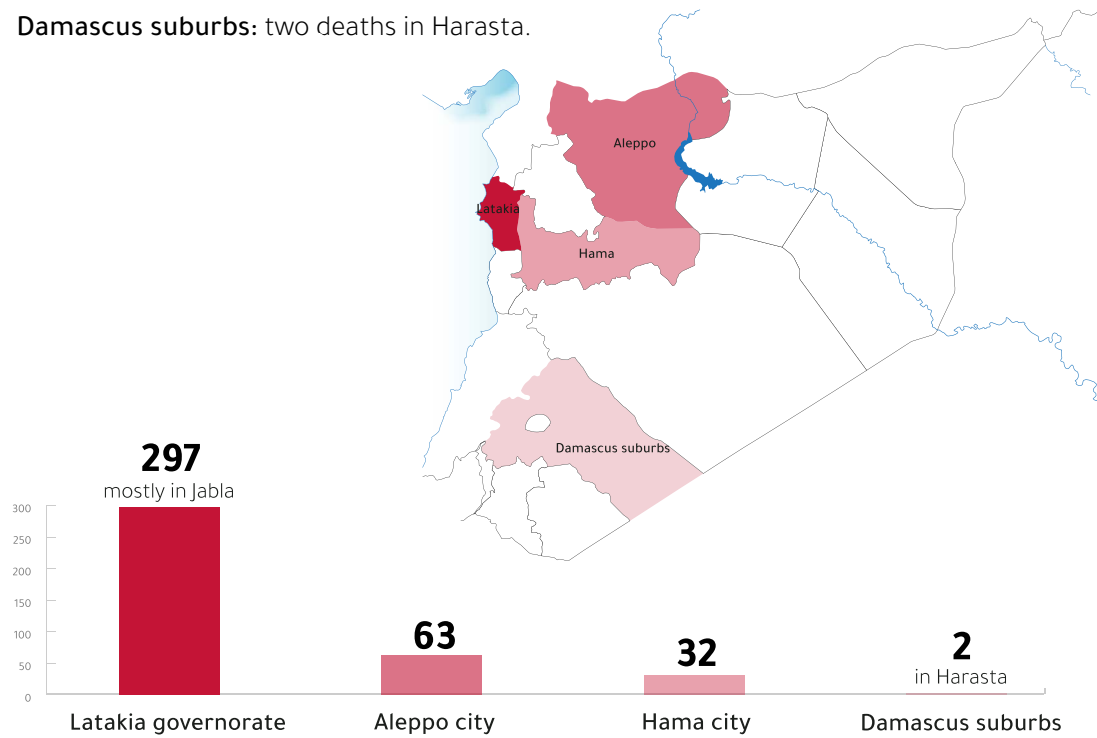 Damascus suburbs: two deaths in Harasta.
Aleppo
Latakia
Hama
Damascus suburbs
297
mostly in Jabla
63
32
2
in Harasta
300
250
200
150
100
50
0
Latakia governorate
Aleppo city
Hama city
Damascus suburbs